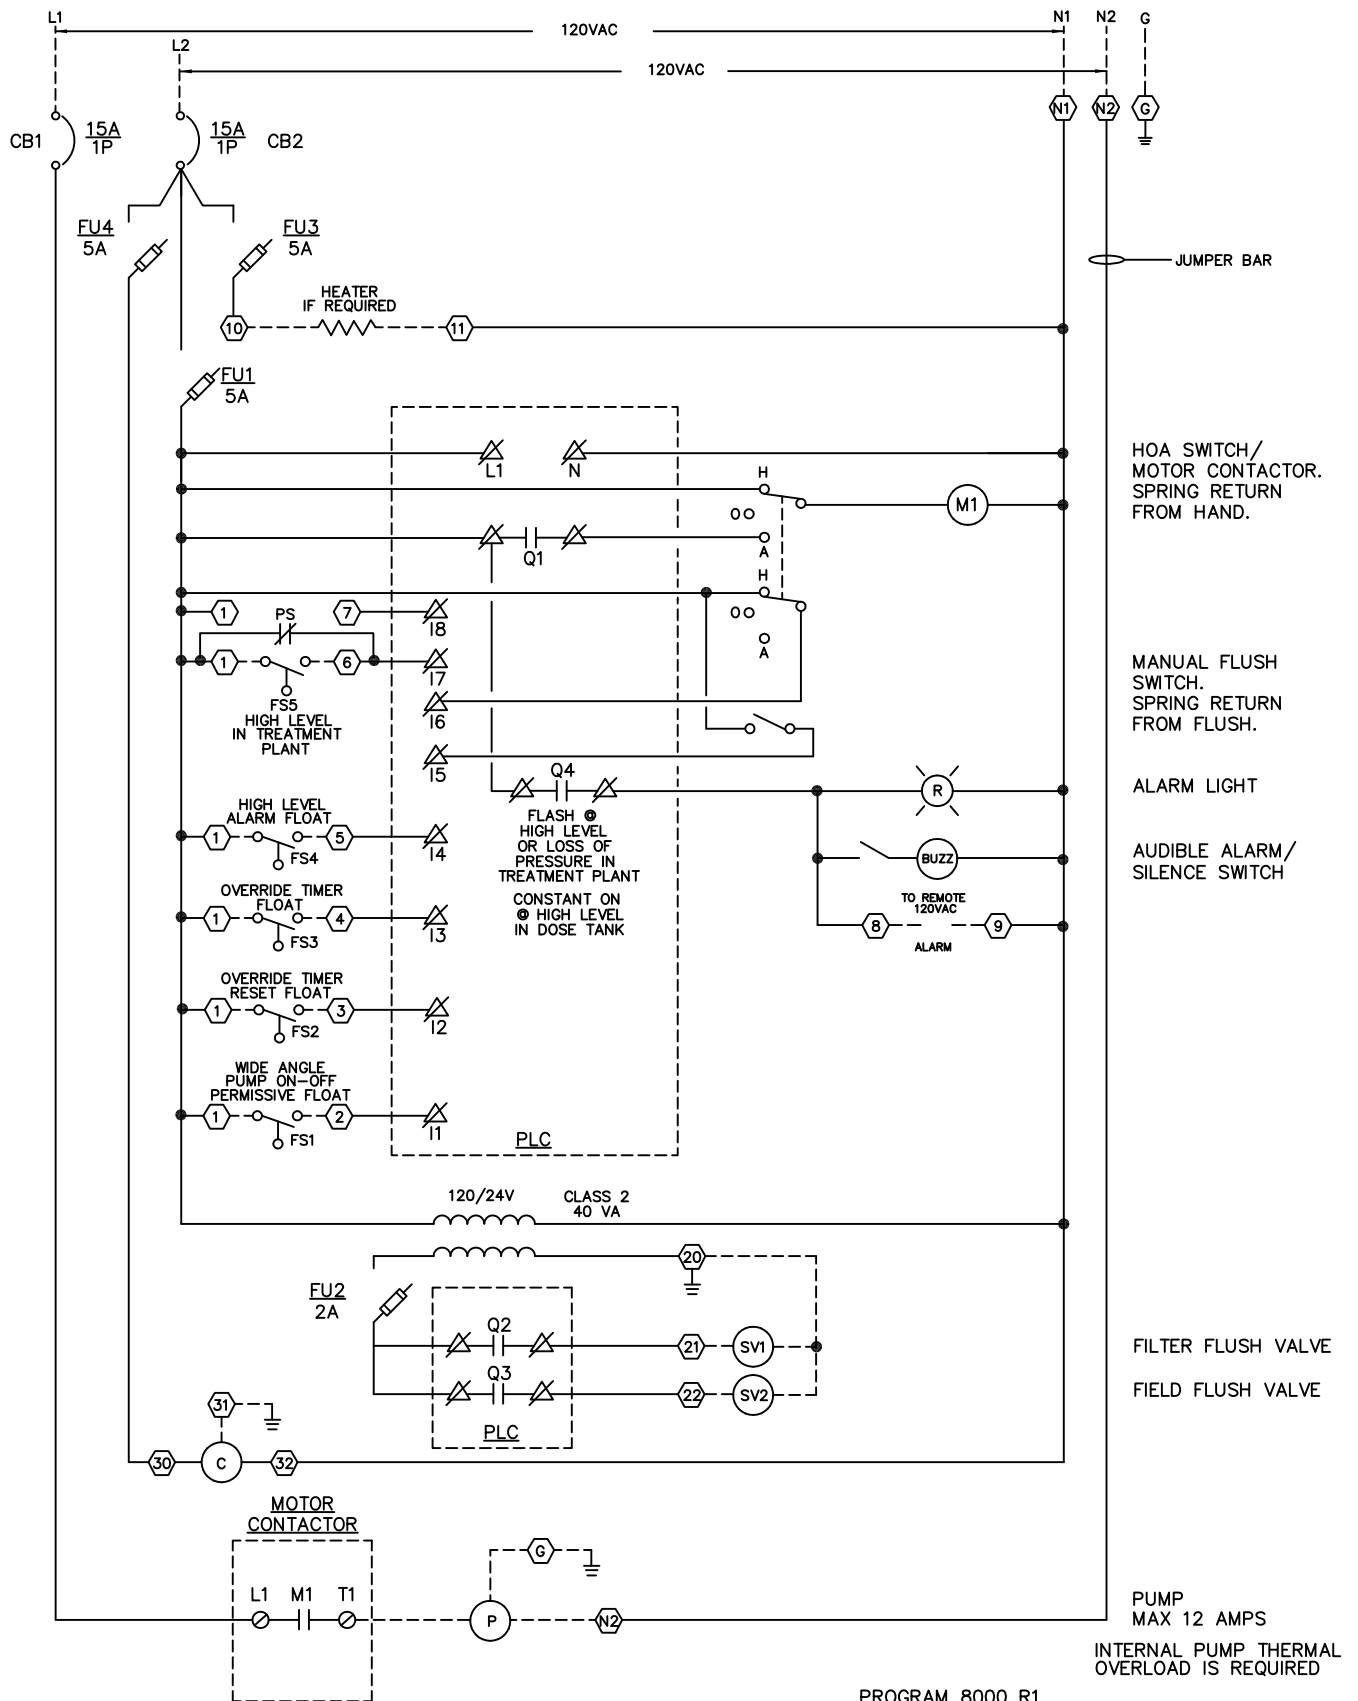 L1
N1
N2
G
120VAC
L2
120VAC
N1
N2
G
CB1
15A
1P
15A
1P
CB2
FU4
5A
FU3
5A
JUMPER BAR
HEATER
IF REQUIRED
10
11
FU1
5A
L1
N
H
O
A
M1
HOA SWITCH/
MOTOR CONTACTOR.
SPRING RETURN
FROM HAND.
Q1
H
O
A
1
7
I8
PS
1
6
I7
FS5
HIGH LEVEL
IN TREATMENT
PLANT
I6
I5
MANUAL FLUSH
SWITCH.
SPRING RETURN
FROM FLUSH.
Q4
FLASH @
HIGH LEVEL
OR LOSS OF
PRESSURE IN
TREATMENT PLANT
CONSTANT ON
@ HIGH LEVEL
IN DOSE TANK
R
ALARM LIGHT
HIGH LEVEL
ALARM FLOAT
1
5
FS4
I4
BUZZ
AUDIBLE ALARM/
SILENCE SWITCH
TO REMOTE
120VAC
8
9
ALARM
OVERRIDE TIMER
FLOAT
1
4
FS3
I3
OVERRIDE TIMER
RESET FLOAT
1
3
FS2
I2
WIDE ANGLE
PUMP ON-OFF
PERMISSIVE FLOAT
1
2
FS1
I1
PLC
120/24V
CLASS 2
40 VA
20
FU2
2A
Q2
21
SV1
FILTER FLUSH VALVE
Q3
22
SV2
FIELD FLUSH VALVE
PLC
31
30
C
32
MOTOR
CONTACTOR
L1
M1
T1
G
P
N2
PUMP
MAX 12 AMPS
INTERNAL PUMP THERMAL
OVERLOAD IS REQUIRED
PROGRAM 8000 R1